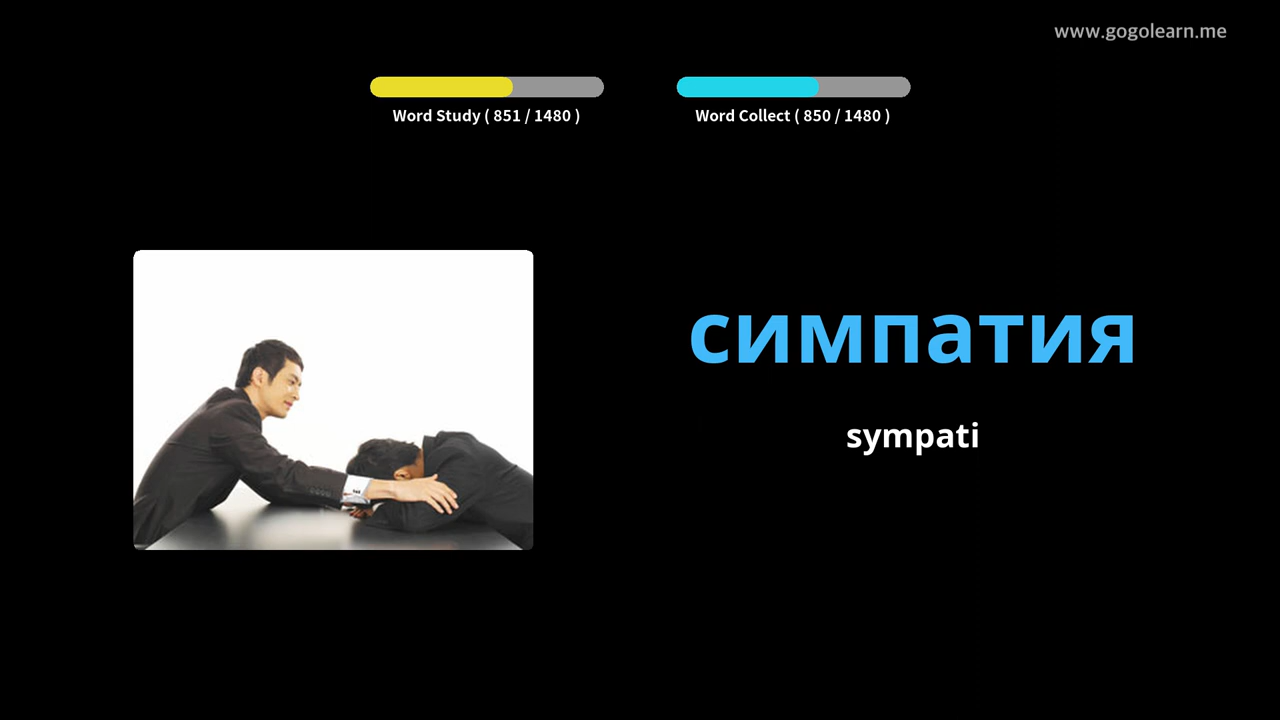 www.gogolearn.me
Word Study ( 851 / 1480 )
Word Collect ( 850 / 1480 )
симпатия
sympati